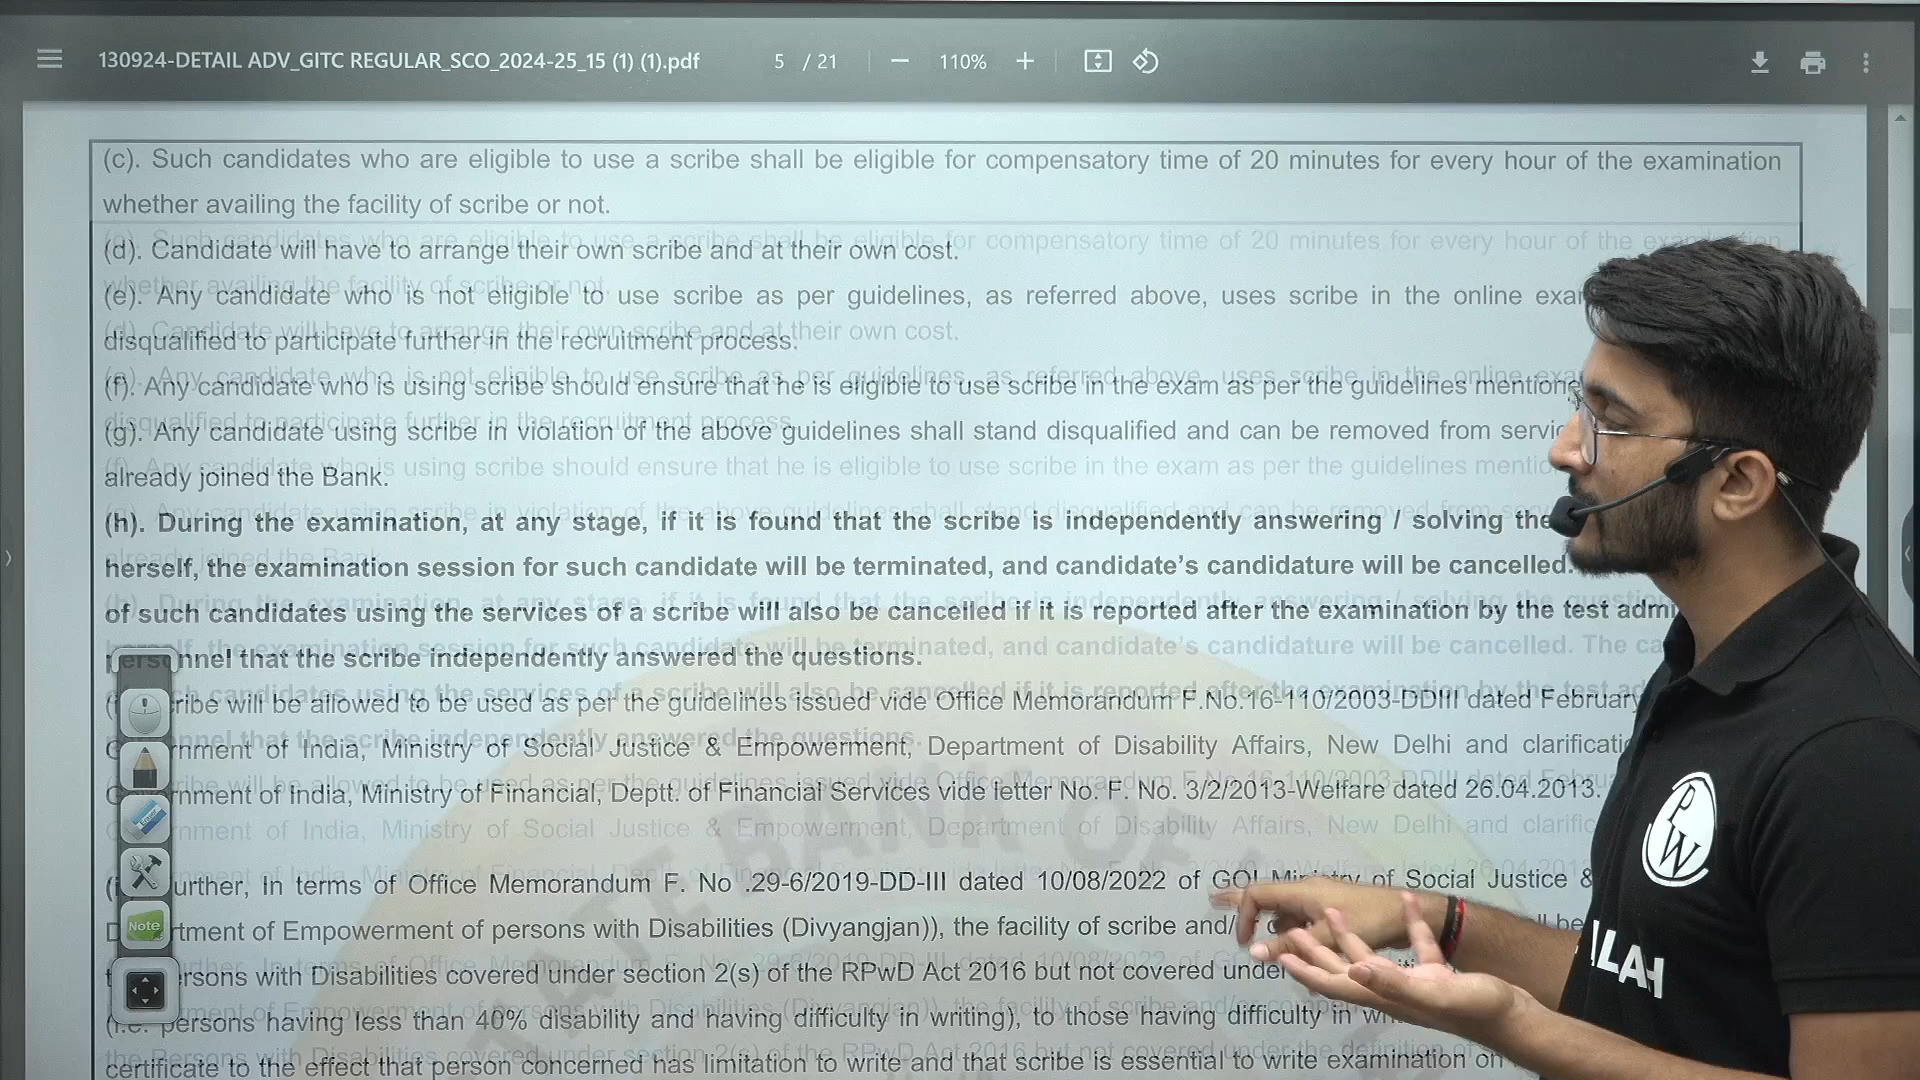 130924-DETAIL ADV_GITC REGULAR_SCO_2024-25_15 (1) (1).pdf 5 / 21 110%
(c). Such candidates who are eligible to use a scribe shall be eligible for compensatory time of 20 minutes for every hour of the examination
whether availing the facility of scribe or not.
(d). Candidate will have to arrange their own scribe and at their own cost.
(e). Any candidate who is not eligible to use scribe as per guidelines, as referred above, uses scribe in the online
disqualified to participate further in the recruitment process.
(f). Any candidate who is using scribe should ensure that he is eligible to use scribe in the exam as per the guidelines
(g). Any candidate using scribe in violation of the above guidelines shall stand disqualified and can be removed from
already joined the Bank.
(h). During the examination, at any stage, if it is found that the scribe is independently answering / solving the
herself, the examination session for such candidate will be terminated, and candidate's candidature will be cancelled.
of such candidates using the services of a scribe will also be cancelled if it is reported after the examination by the test
personnel that the scribe independently answered the questions.
will be allowed to be used as per the guidelines issued vide Office Memorandum F.No.16-110/2003-DDIII dated February
of India, Ministry of Social Justice & Empowerment, Department of Disability Affairs, New Delhi and
of India, Ministry of Financial, Deptt. of Financial Services vide letter No. F. No. 3/2/2013-Welfare dated 26.04.2013.
In terms of Office Memorandum F. No .29-6/2019-DD-III dated 10/08/2022 of GOI Ministry of Social Justice &
of Empowerment of persons with Disabilities (Divyangjan)), the facility of scribe
with Disabilities covered under section 2(s) of the RPwD Act 2016 but not covered under
(i.e. persons having less than 40% disability and having difficulty in writing), to those having difficulty in
certificate to the effect that person concerned has limitation to write and that scribe is essential to write examination on
STATE BANK OF
Note
PW